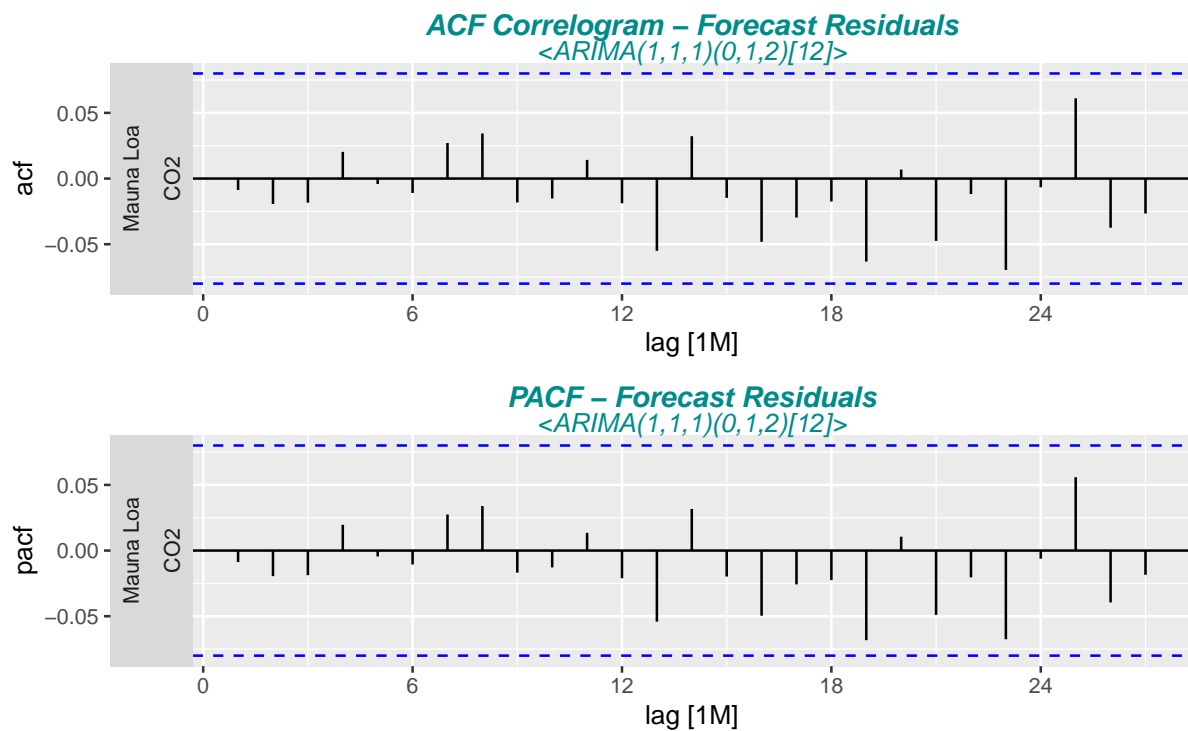 ACF Correlogram – Forecast Residuals
<ARIMA(1,1,1)(0,1,2)[12]>
0.05
0.00
−0.05
acf
Mauna Loa
CO2
0
6
12
18
24
lag [1M]
PACF – Forecast Residuals
<ARIMA(1,1,1)(0,1,2)[12]>
0.05
0.00
−0.05
pacf
Mauna Loa
CO2
0
6
12
18
24
lag [1M]